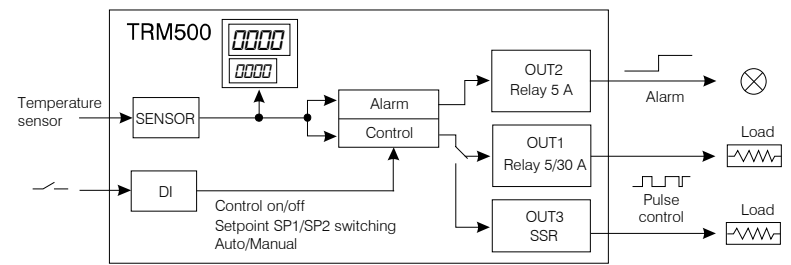 TRM500
0000
0000
Temperature
sensor
SENSOR
Alarm
Control
OUT2
Relay 5 A
Alarm
OUT1
Relay 5/30 A
Load
DI
Control on/off
Setpoint SP1/SP2 switching
Auto/Manual
OUT3
SSR
Pulse
control
Load